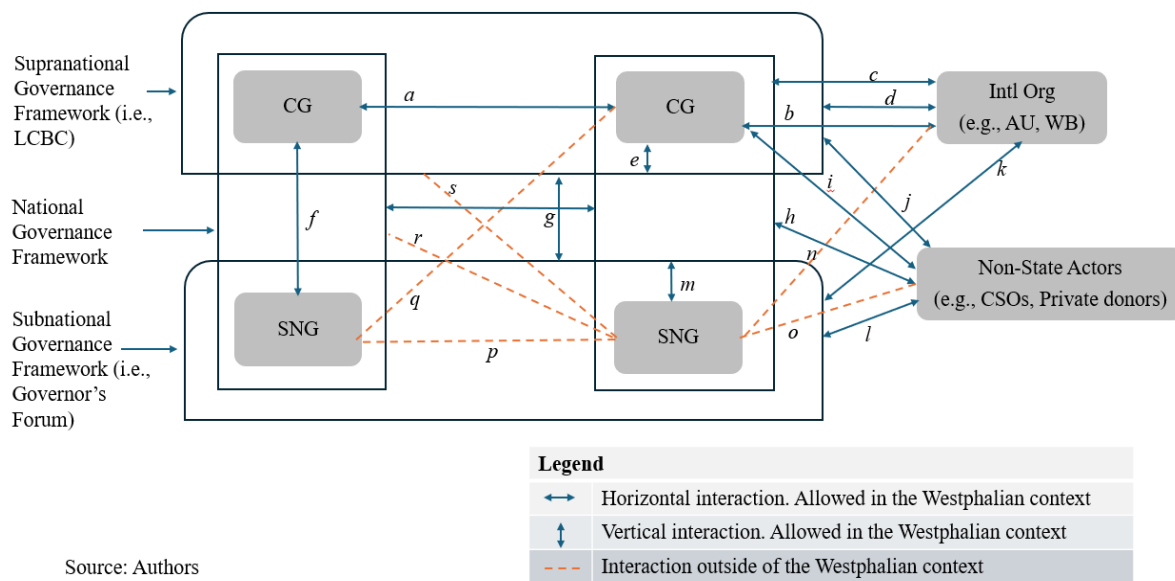 Supranational
Governance
Framework (i.e.,
LCBC)
CG
a
CG
c
d
b
Intl Org
(e.g., AU, WB)
e
k
s
i
j
National
Governance
Framework
f
g
r
h
n
q
Non-State Actors
(e.g., CSOs, Private donors)
m
Subnational
Governance
Framework (i.e.,
Governor's
Forum)
SNG
SNG
p
o
l
Legend
Horizontal interaction. Allowed in the Westphalian context
Vertical interaction. Allowed in the Westphalian context
Interaction outside of the Westphalian context
Source: Authors